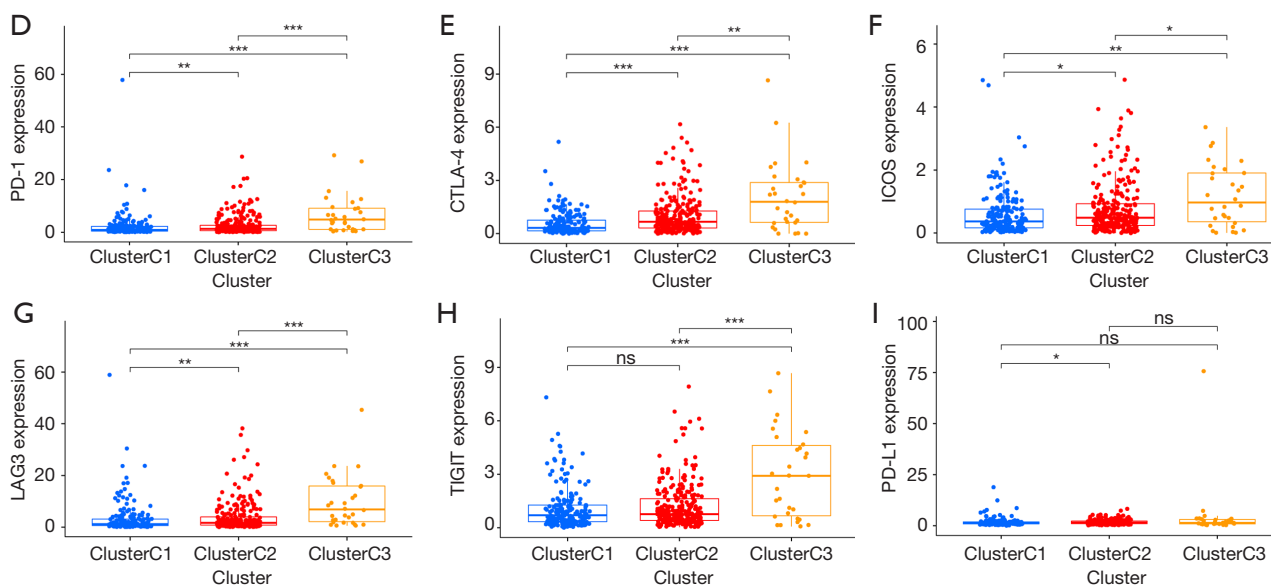 D
PD-1 expression
60
40
20
0
***
***
**
ClusterC1 ClusterC2 ClusterC3
Cluster
E
CTLA-4 expression
9
6
3
0
**
***
***
ClusterC1 ClusterC2 ClusterC3
Cluster
F
ICOS expression
6
4
2
0
*
**
*
ClusterC1 ClusterC2 ClusterC3
Cluster
G
LAG3 expression
60
40
20
0
***
***
**
ClusterC1 ClusterC2 ClusterC3
Cluster
H
TIGIT expression
9
6
3
0
***
***
ns
ClusterC1 ClusterC2 ClusterC3
Cluster
I
PD-L1 expression
100
75
50
25
0
ns
ns
*
ClusterC1 ClusterC2 ClusterC3
Cluster